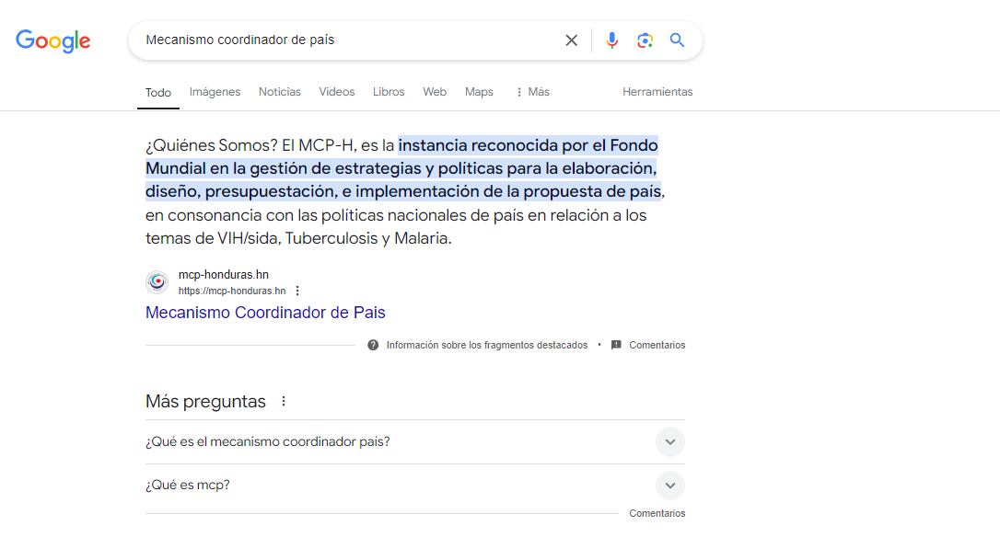 Google
Mecanismo coordinador de país
Todo Imágenes Noticias Videos Libros Web Maps Más Herramientas
¿Quiénes Somos? El MCP-H, es la instancia reconocida por el Fondo
Mundial en la gestión de estrategias y políticas para la elaboración,
diseño, presupuestación, e implementación de la propuesta de país,
en consonancia con las políticas nacionales de país en relación a los
temas de VIH/sida, Tuberculosis y Malaria.
mcp-honduras.hn
https://mcp-honduras.hn
Mecanismo Coordinador de Pais
Información sobre los fragmentos destacados • Comentarios
Más preguntas
¿Qué es el mecanismo coordinador país?
¿Qué es mcp?
Comentarios